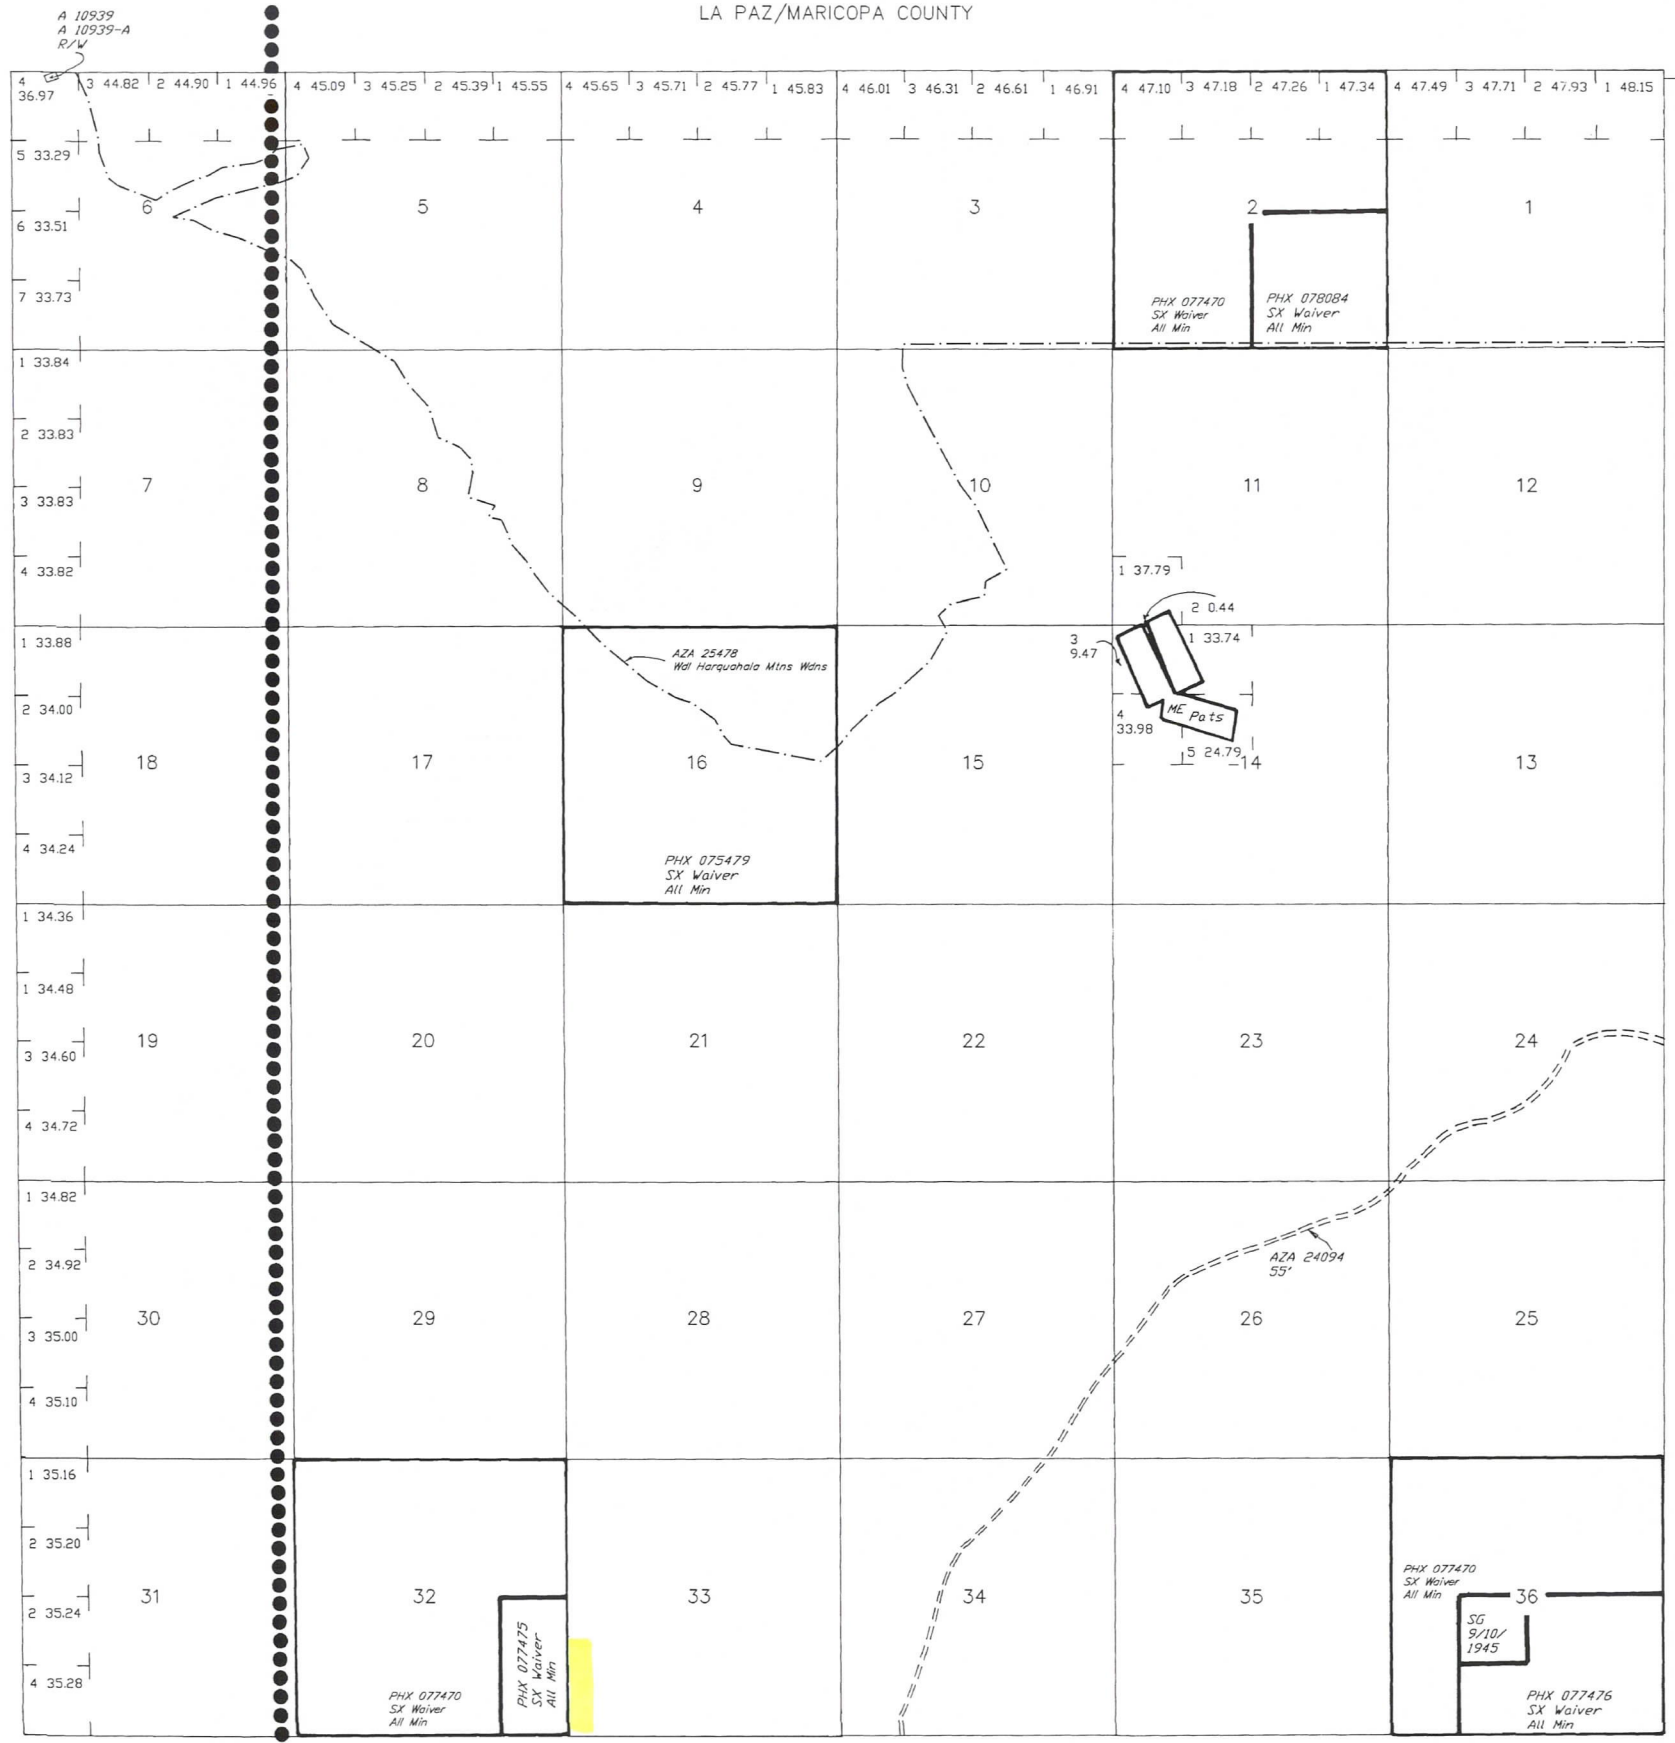 LA PAZ/MARICOPA COUNTY
A 10939
A 10939-A
R/W
4 36.97
3 44.82 2 44.90 1 44.96 4 45.09 3 45.25 2 45.39 1 45.55 4 45.65 3 45.71 2 45.77 1 45.83 4 46.01 3 46.31 2 46.61 1 46.91 4 47.10 3 47.18 2 47.26 1 47.34 4 47.49 3 47.71 2 47.93 1 48.15
5 33.29
6 5 4 3 2 1
6 33.51
7 33.73
PHX 077470
SX Waiver
All Min
PHX 078084
SX Waiver
All Min
1 33.84
2 33.83
7 8 9 10 11 12
3 33.83
4 33.82
1 37.79
2 0.44
1 33.88
3
9.47
1 33.74
AZA 25478
Wdl Harquahala Mtns Wdns
2 34.00
4
33.98
ME Pats
5 24.79
18 17 16 15 14 13
3 34.12
4 34.24
PHX 075479
SX Waiver
All Min
1 34.36
1 34.48
19 20 21 22 23 24
3 34.60
4 34.72
1 34.82
2 34.92
AZA 24094
55'
30 29 28 27 26 25
3 35.00
4 35.10
1 35.16
2 35.20
PHX 077470
SX Waiver
All Min
31 32 33 34 35 36
2 35.24
SG
9/10/
1945
PHX 077475
SX Waiver
All Min
4 35.28
PHX 077470
SX Waiver
All Min
PHX 077476
SX Waiver
All Min